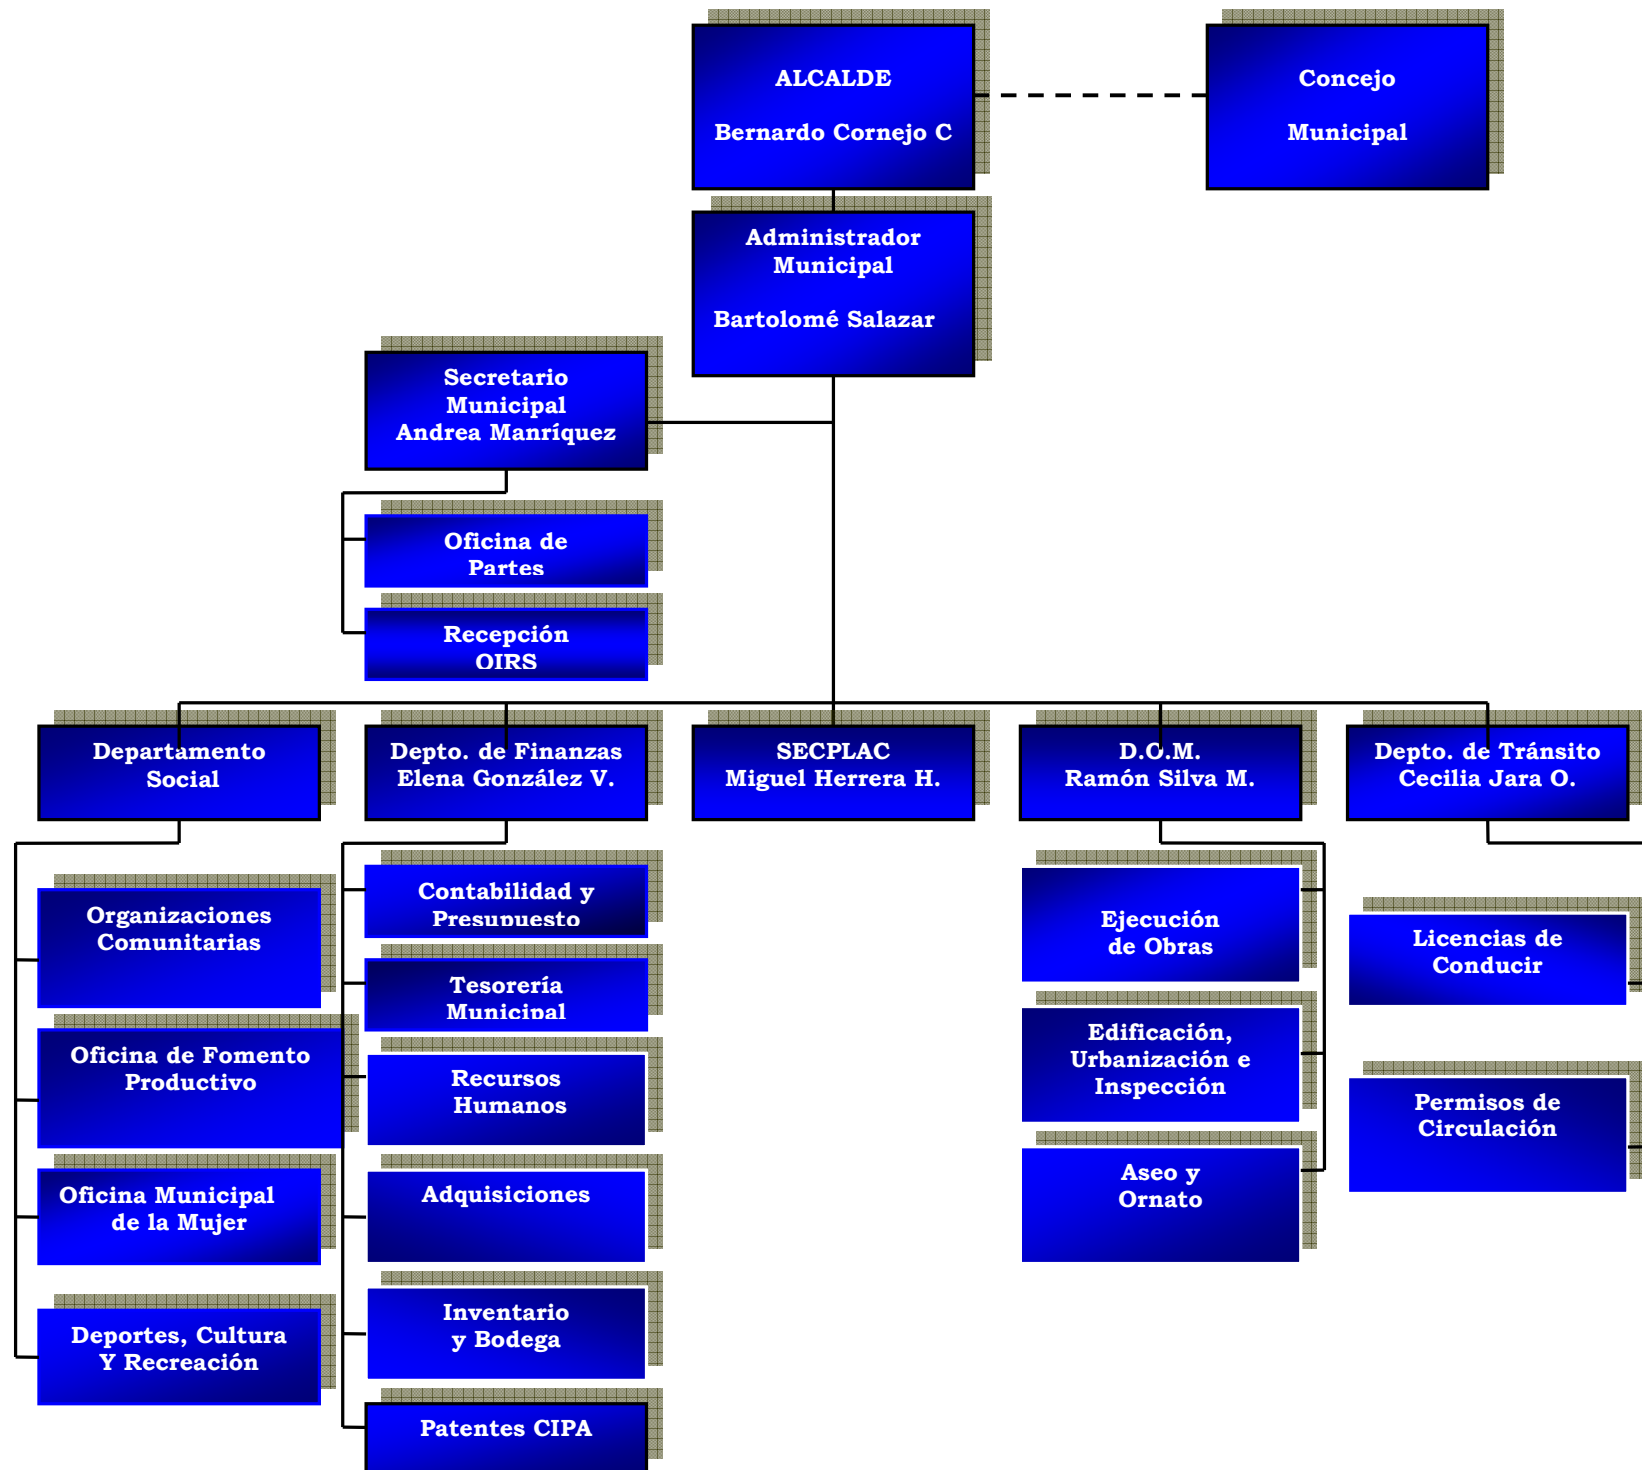 ALCALDE
Bernardo Cornejo C
Concejo
Municipal
Administrador
Municipal
Bartolomé Salazar
Secretario
Municipal
Andrea Manríquez
Oficina de
Partes
Recepción
OIRS
Departamento
Social
Depto. de Finanzas
Elena González V.
SECPLAC
Miguel Herrera H.
D.O.M.
Ramón Silva M.
Depto. de Tránsito
Cecilia Jara O.
Organizaciones
Comunitarias
Oficina de Fomento
Productivo
Oficina Municipal
de la Mujer
Deportes, Cultura
Y Recreación
Contabilidad y
Presupuesto
Tesorería
Municipal
Recursos
Humanos
Adquisiciones
Inventario
y Bodega
Patentes CIPA
Ejecución
de Obras
Edificación,
Urbanización e
Inspección
Aseo y
Ornato
Licencias de
Conducir
Permisos de
Circulación